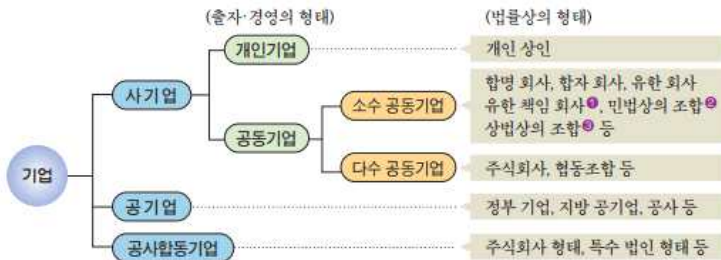 (출자·경영의 형태)
(법률상의 형태)
개인기업
개인 상인
사기업
합명 회사, 합자 회사, 유한 회사
소수 공동기업
유한 책임 회사❶, 민법상의 조합❷
상법상의 조합❸ 등
공동기업
기업
다수 공동기업
주식회사, 협동조합 등
공기업
정부 기업, 지방 공기업, 공사 등
공사합동기업
주식회사 형태, 특수 법인 형태 등